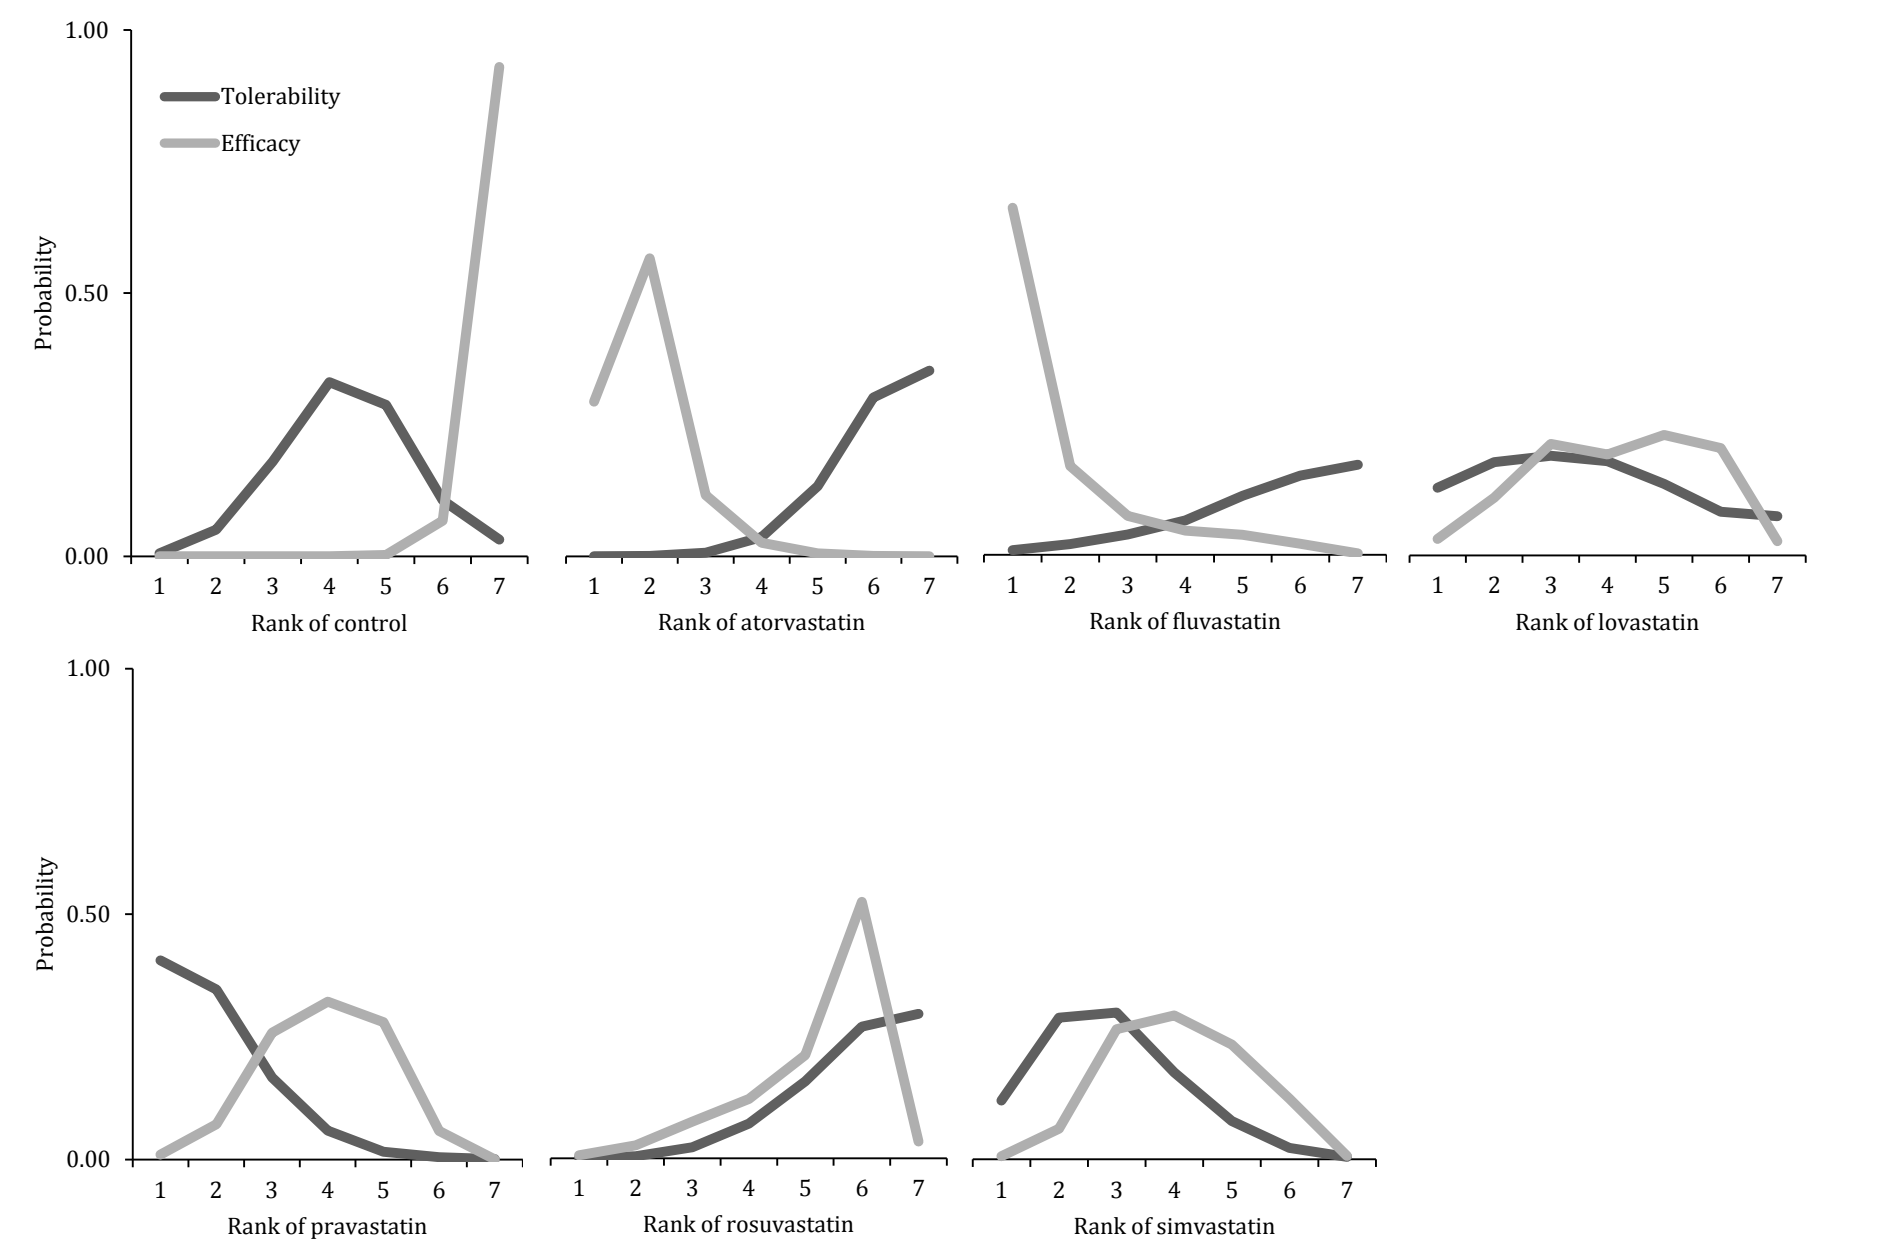 1.00
Tolerability
Efficacy
Probability
0.50
0.00
1 2 3 4 5 6 7
Rank of control
1 2 3 4 5 6 7
Rank of atorvastatin
1 2 3 4 5 6 7
Rank of fluvastatin
1 2 3 4 5 6 7
Rank of lovastatin
1.00
Probability
0.50
0.00
1 2 3 4 5 6 7
Rank of pravastatin
1 2 3 4 5 6 7
Rank of rosuvastatin
1 2 3 4 5 6 7
Rank of simvastatin